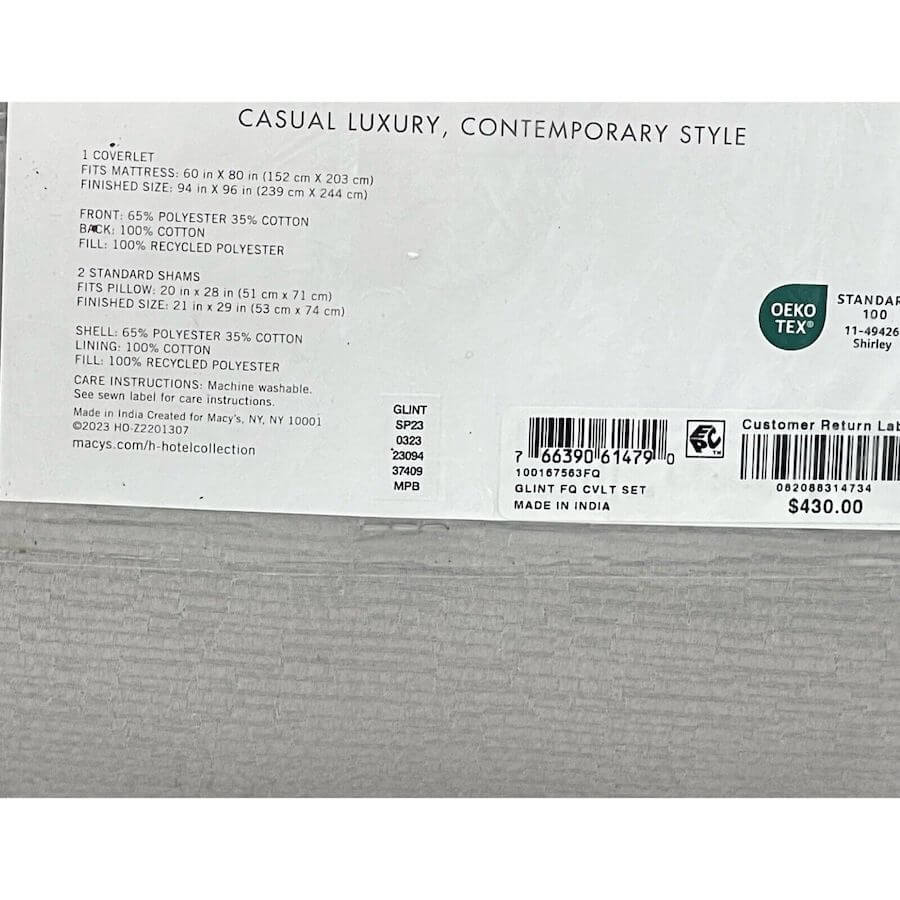 CASUAL LUXURY, CONTEMPORARY STYLE
1 COVERLET
FITS MATTRESS: 60 in X 80 in (152 cm X 203 cm)
FINISHED SIZE: 94 in X 96 in (239 cm X 244 cm)
FRONT: 65% POLYESTER 35% COTTON
BACK: 100% COTTON
FILL: 100% RECYCLED POLYESTER
2 STANDARD SHAMS
FITS PILLOW: 20 in x 28 in (51 cm x 71 cm)
FINISHED SIZE: 21 in x 29 in (53 cm x 74 cm)
SHELL: 65% POLYESTER 35% COTTON
LINING: 100% COTTON
FILL: 100% RECYCLED POLYESTER
CARE INSTRUCTIONS: Machine washable.
See sewn label for care instructions.
Made in India Created for Macy's, NY, NY 10001
©2023 HO-Z2201307
macys.com/h-hotelcollection
GLINT
SP23
0323
23094
37409
MPB
OEKO
TEX®
STANDAR
100
11-49426
Shirley
7 66390 61479 0
100167563FQ
GLINT FQ CVLT SET
MADE IN INDIA
EPC™
Customer Return Lab
082088314734
$430.00